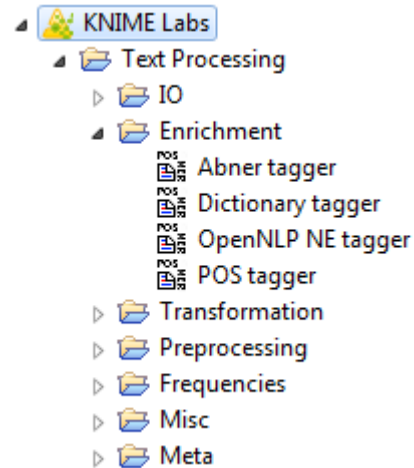 KNIME Labs
Text Processing
IO
Enrichment
Abner tagger
Dictionary tagger
OpenNLP NE tagger
POS tagger
Transformation
Preprocessing
Frequencies
Misc
Meta